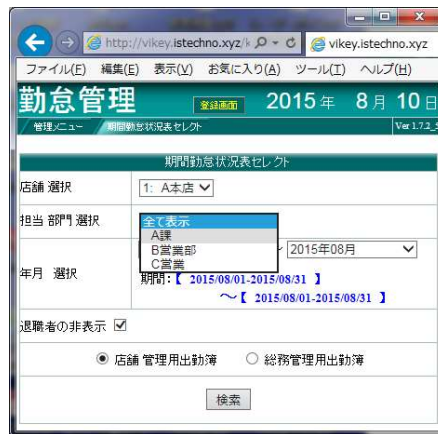 http://vikey.istechno.xyz/k
vikey.istechno.xyz
ファイル(F) 編集(E) 表示(V) お気に入り(A) ツール(T) ヘルプ(H)
勤怠管理 登録画面 2015年 8月 10日
管理メニュー 期間勤怠状況表セレクト Ver 1.7.2_
期間勤怠状況表セレクト
店舗 選択 1: A本店
担当 部門 選択 全て表示
A課
B営業部
C営業
年月 選択 ~ 2015年08月
期間:【 2015/08/01-2015/08/31 】
~【 2015/08/01-2015/08/31 】
退職者の非表示
店舗 管理用出勤簿 総務管理用出勤簿
検索